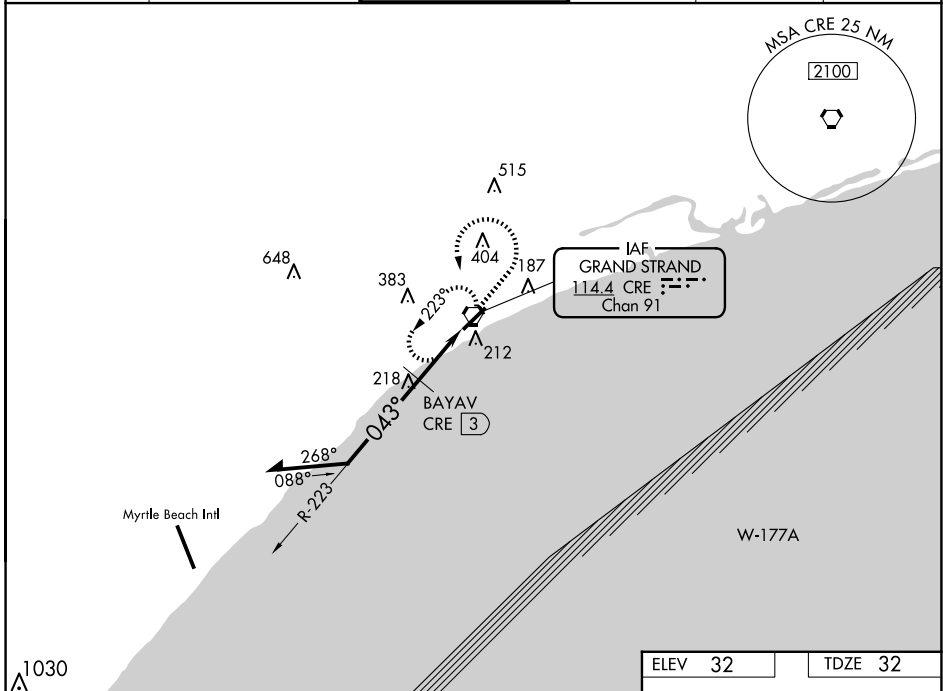 MSA CRE 25 NM
2100
515
404
187
648
383
223°
IAF
GRAND STRAND
114.4 CRE
Chan 91
212
218
BAYAV
CRE 3
043°
268°
088°
R-223
Myrtle Beach Intl
W-177A
1030
ELEV 32
TDZE 32